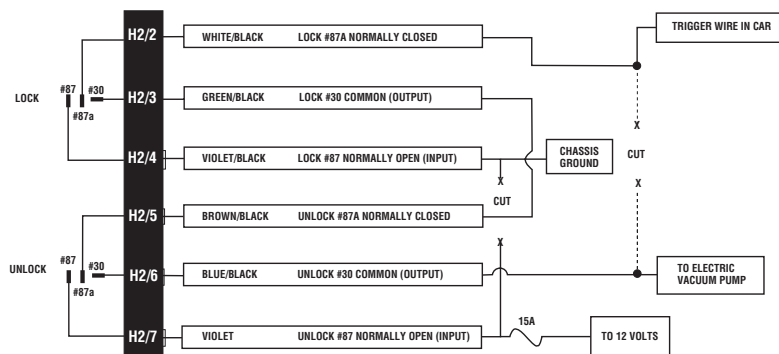 H2/2 WHITE/BLACK LOCK #87A NORMALLY CLOSED
TRIGGER WIRE IN CAR
LOCK
#87
#30
#87a
H2/3 GREEN/BLACK LOCK #30 COMMON (OUTPUT)
X
H2/4 VIOLET/BLACK LOCK #87 NORMALLY OPEN (INPUT)
CHASSIS
GROUND
CUT
X
CUT
X
H2/5 BROWN/BLACK UNLOCK #87A NORMALLY CLOSED
X
UNLOCK
#87
#30
#87a
H2/6 BLUE/BLACK UNLOCK #30 COMMON (OUTPUT)
TO ELECTRIC
VACUUM PUMP
H2/7 VIOLET UNLOCK #87 NORMALLY OPEN (INPUT)
15A
TO 12 VOLTS